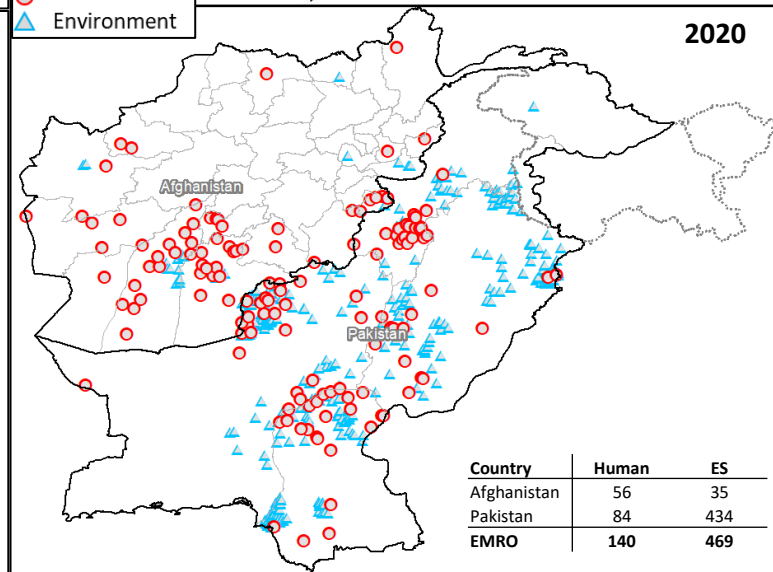 Environment
2020
Afghanistan
Pakistan
Country Human ES
Afghanistan 56 35
Pakistan 84 434
EMRO 140 469